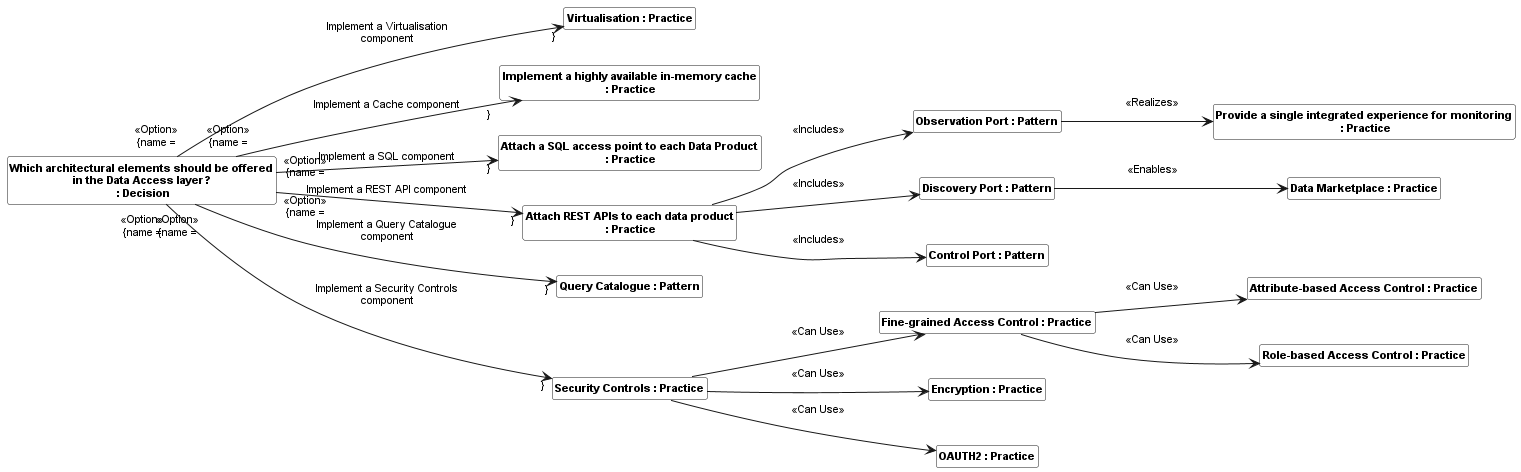 Implement a Virtualisation
component
Virtualisation : Practice
}
Implement a highly available in-memory cache
: Practice
Implement a Cache component
}
«Option»
{name =
«Option»
{name =
Which architectural elements should be offered
in the Data Access layer?
: Decision
«Option»
{name =
Implement a SQL component
Attach a SQL access point to each Data Product
: Practice
}
Implement a REST API component
«Option»
{name =
}
Attach REST APIs to each data product
: Practice
«Includes»
Observation Port : Pattern
«Realizes»
Provide a single integrated experience for monitoring
: Practice
«Includes»
Discovery Port : Pattern
«Enables»
Data Marketplace : Practice
«Includes»
Control Port : Pattern
«Option»
{name =
«Option»
{name =
Implement a Query Catalogue
component
}
Query Catalogue : Pattern
Implement a Security Controls
component
}
Security Controls : Practice
«Can Use»
Fine-grained Access Control : Practice
«Can Use»
Attribute-based Access Control : Practice
«Can Use»
Role-based Access Control : Practice
«Can Use»
Encryption : Practice
«Can Use»
OAUTH2 : Practice